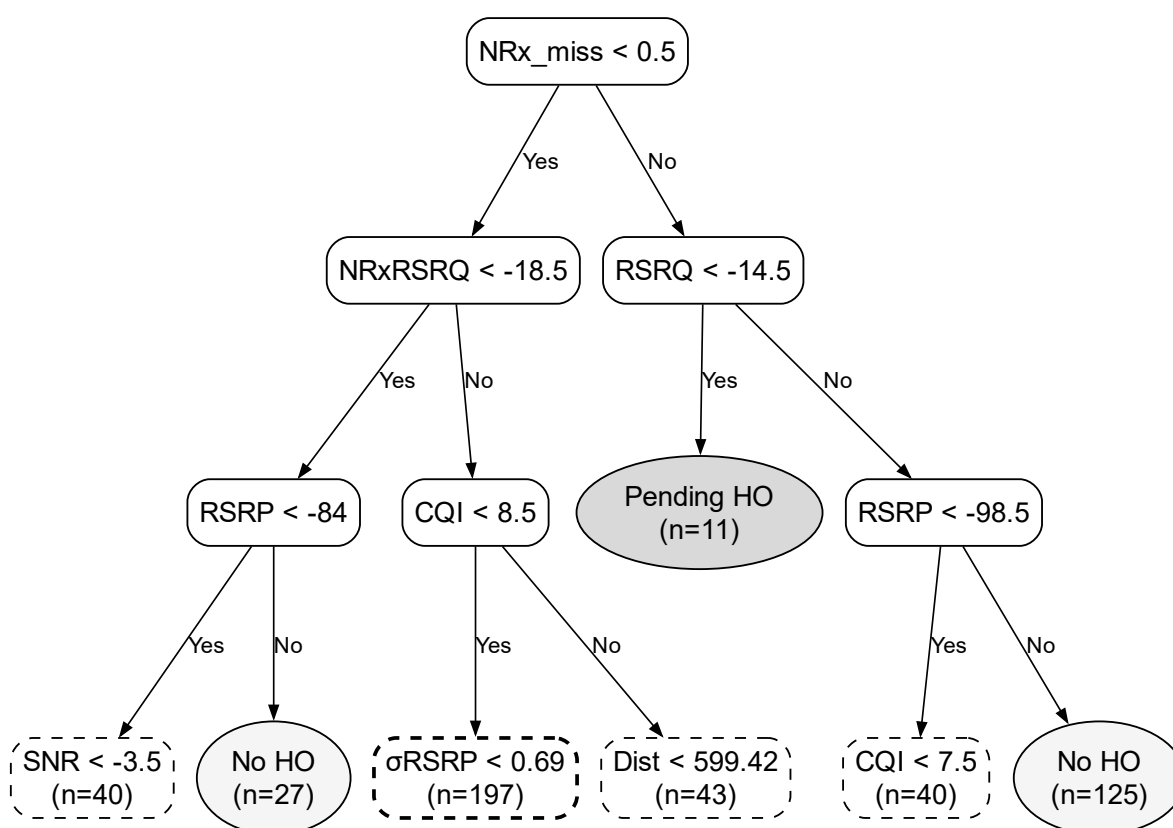 NRx_miss < 0.5
Yes
No
NRxRSRQ < -18.5
RSRQ < -14.5
Yes
No
Yes
No
RSRP < -84
CQI < 8.5
Pending HO
(n=11)
RSRP < -98.5
Yes
No
Yes
No
Yes
No
SNR < -3.5
(n=40)
No HO
(n=27)
σRSRP < 0.69
(n=197)
Dist < 599.42
(n=43)
CQI < 7.5
(n=40)
No HO
(n=125)